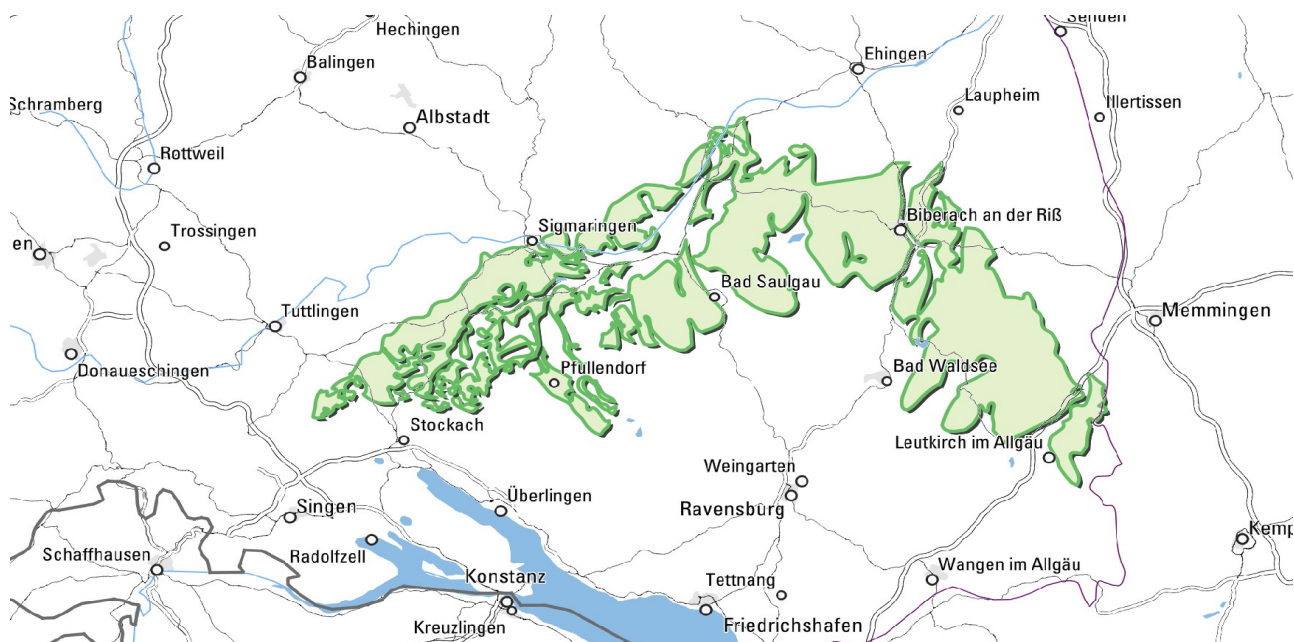 Senden
Hechingen
Ehingen
Balingen
Laupheim
Illertissen
Schramberg
Albstadt
Rottweil
Biberach an der Riß
Sigmaringen
Trossingen
en
Bad Saulgau
Tuttlingen
Memmingen
Donaueschingen
Pfullendorf
Bad Waldsee
Stockach
Leutkirch im Allgäu
Weingarten
Überlingen
Ravensburg
Singen
Kemp
Schaffhausen
Radolfzell
Konstanz
Tettnang
Wangen im Allgäu
Kreuzlingen
Friedrichshafen